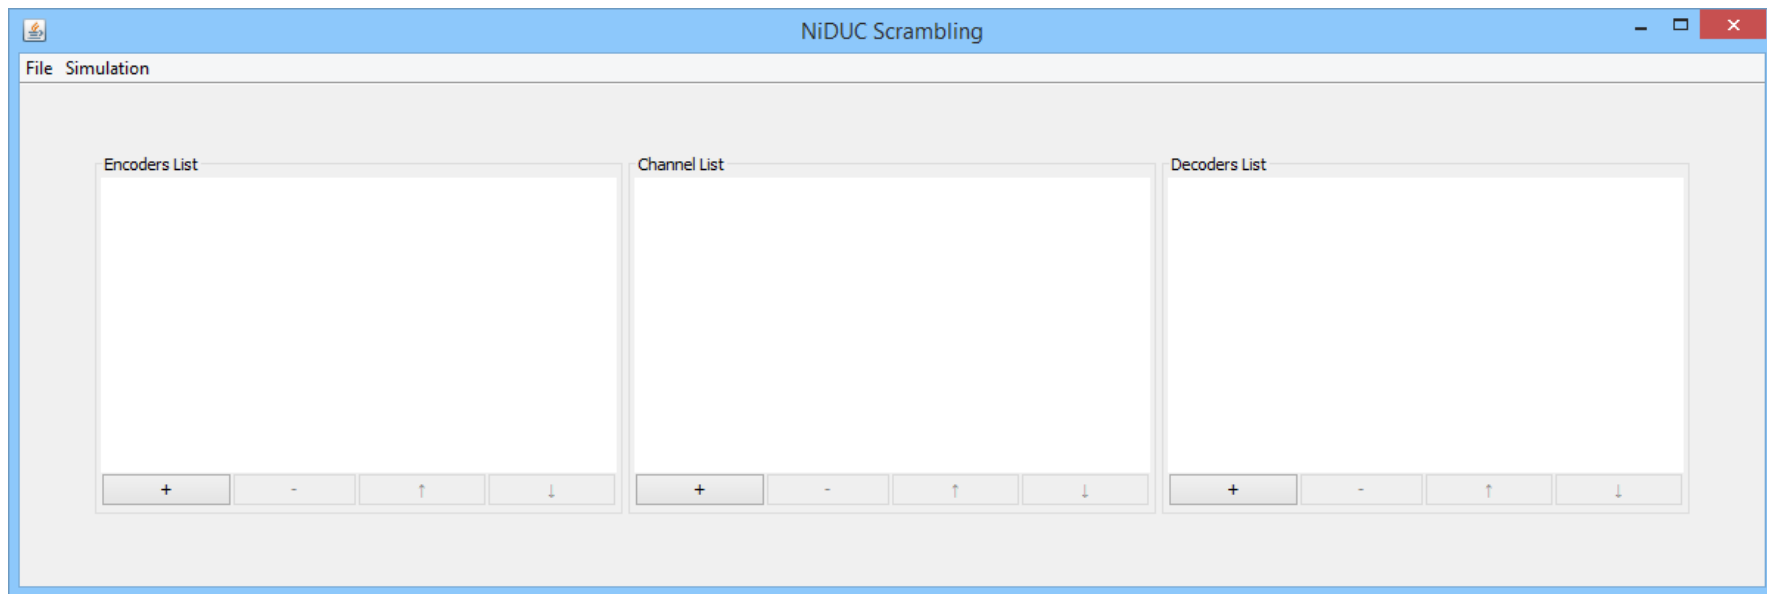 NiDUC Scrambling
File Simulation
Encoders List Channel List Decoders List
+ - ↑ ↓ + - ↑ ↓ + - ↑ ↓